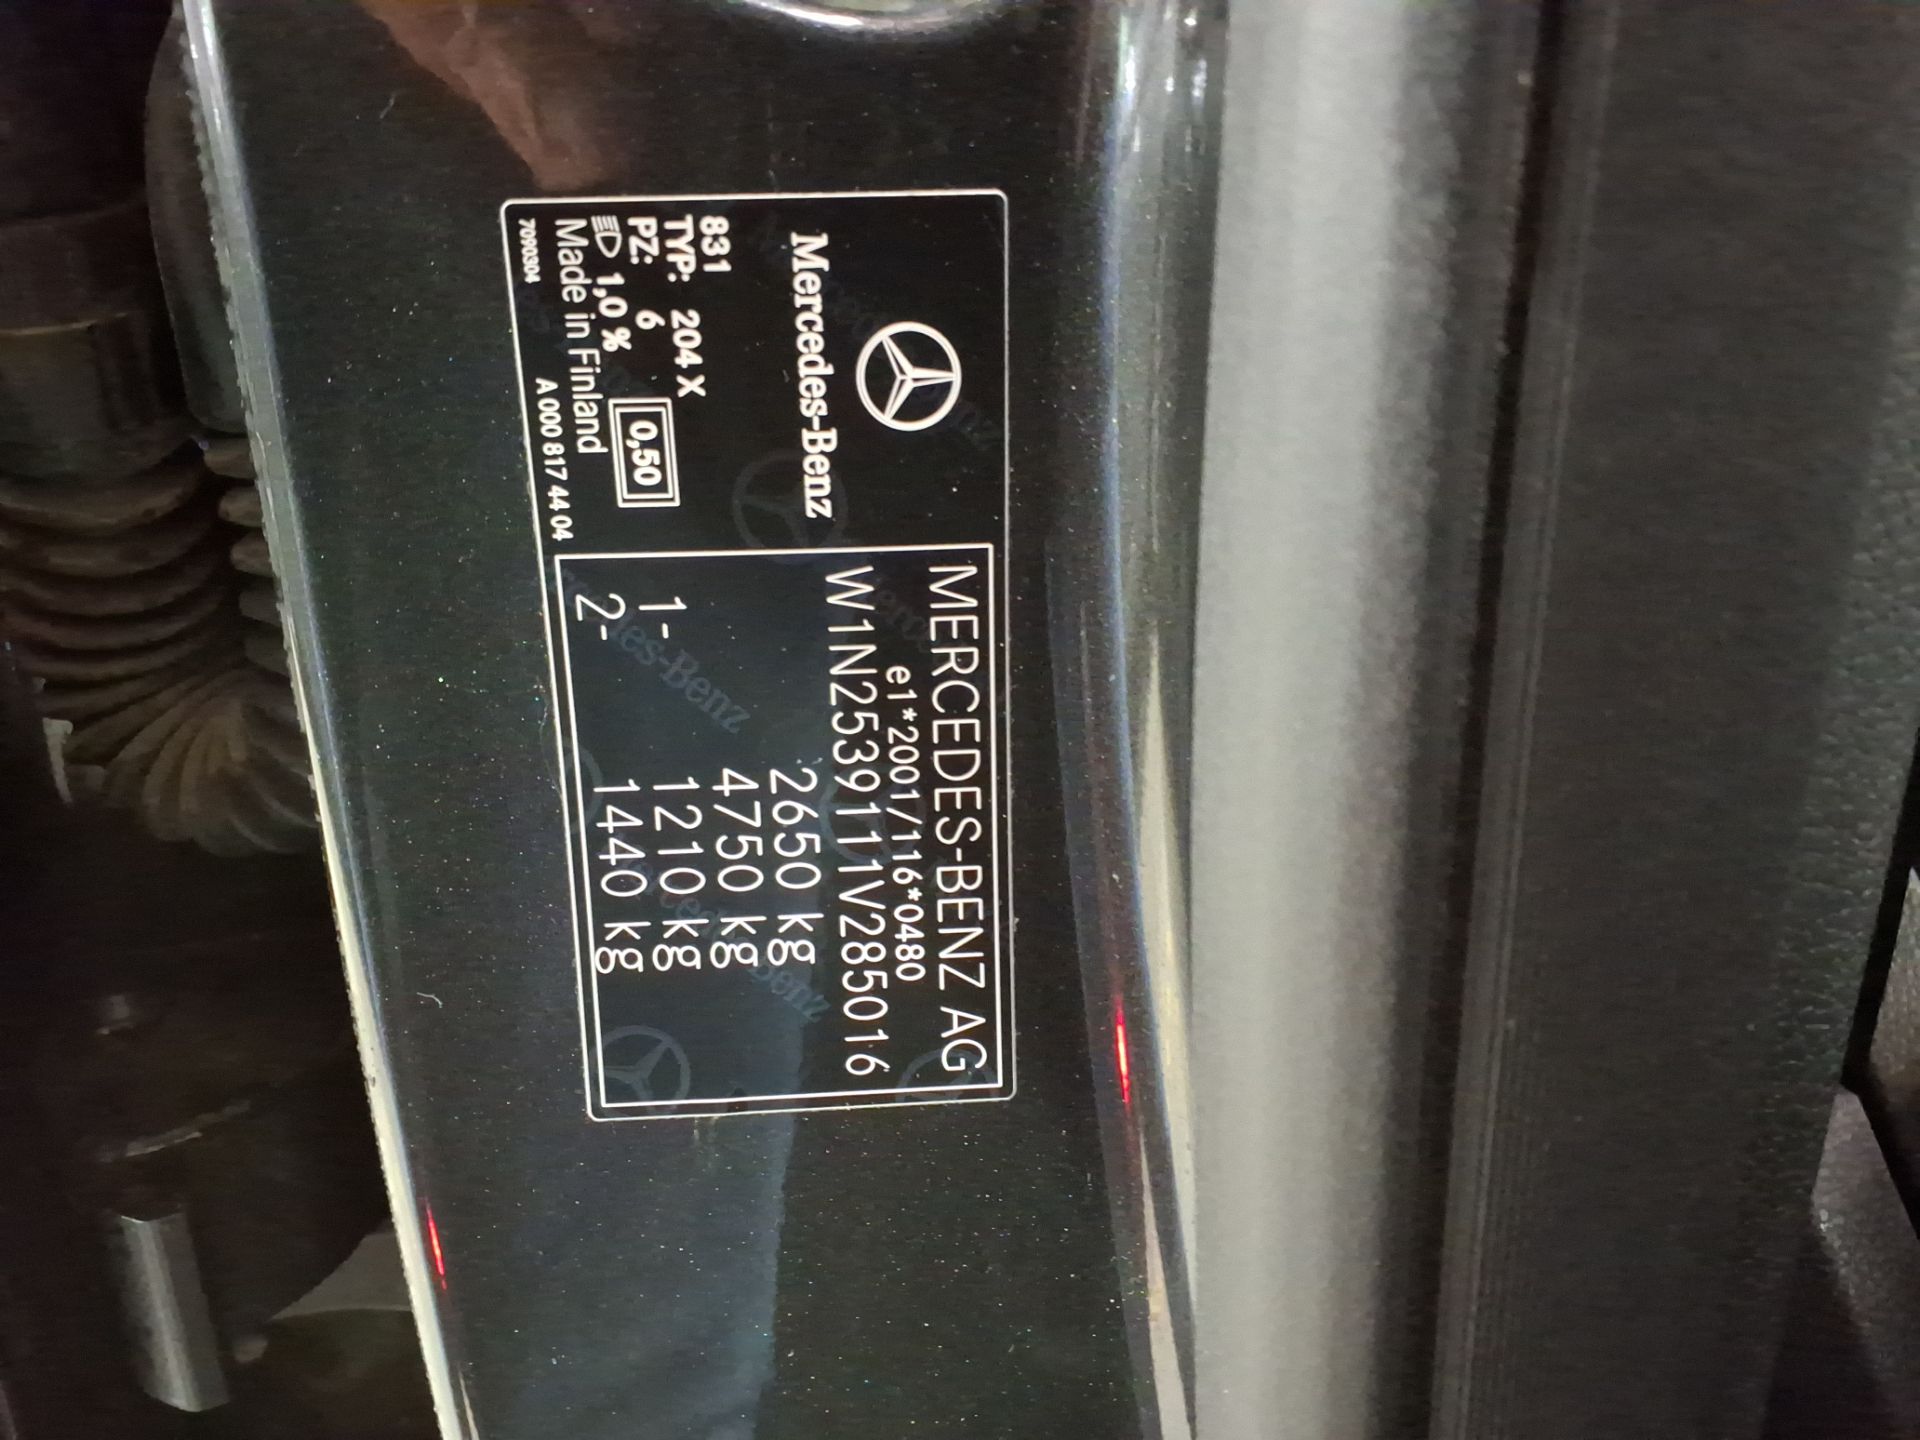 Mercedes-Benz
831
TYP: 204 X
PZ: 6
1,0 %
0,50
Made in Finland
7090304
A 000 817 44 04
MERCEDES-BENZ AG
e1*2001/116*0480
W1N2539111V285016
2650 kg
4750 kg
1- 1210 kg
2- 1440 kg